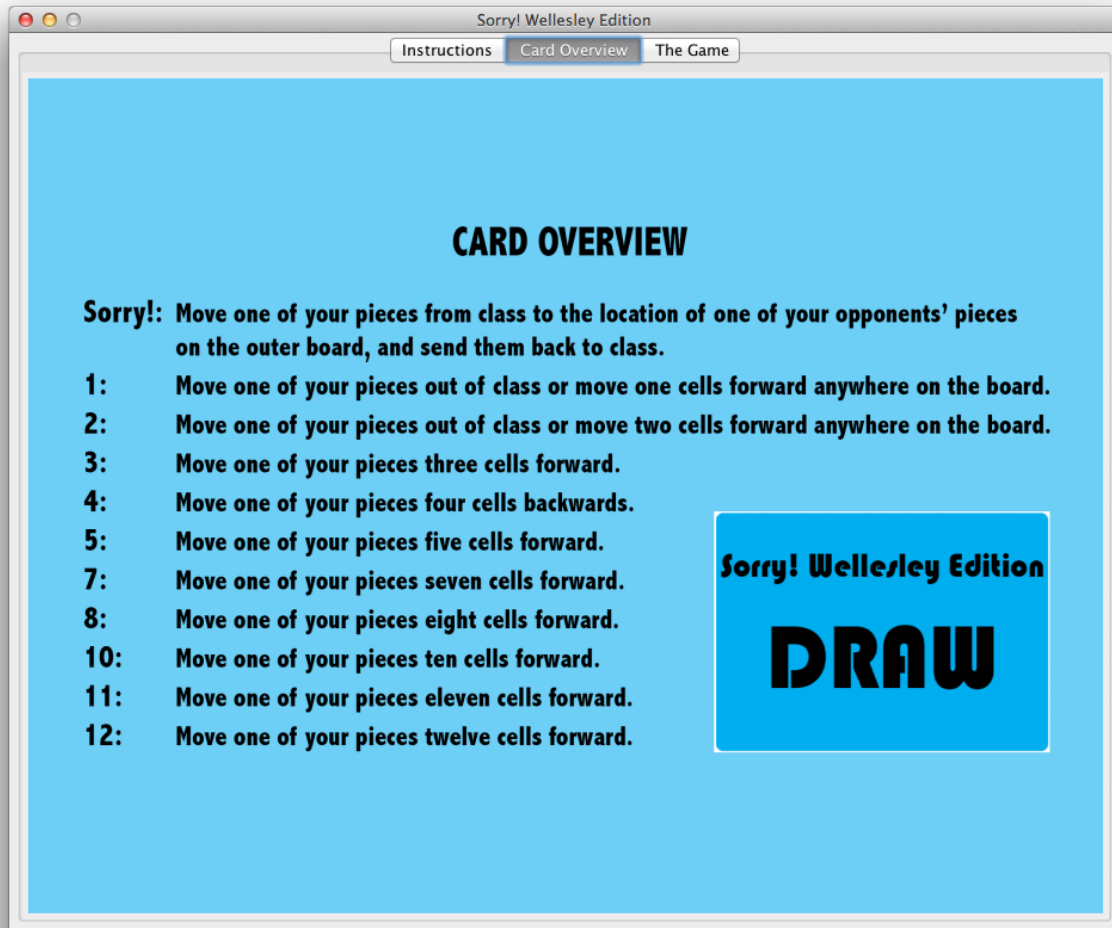 Sorry! Wellesley Edition
Instructions Card Overview The Game
CARD OVERVIEW
Sorry!: Move one of your pieces from class to the location of one of your opponents’ pieces
on the outer board, and send them back to class.
1: Move one of your pieces out of class or move one cells forward anywhere on the board.
2: Move one of your pieces out of class or move two cells forward anywhere on the board.
3: Move one of your pieces three cells forward.
4: Move one of your pieces four cells backwards.
5: Move one of your pieces five cells forward.
7: Move one of your pieces seven cells forward.
8: Move one of your pieces eight cells forward.
10: Move one of your pieces ten cells forward.
11: Move one of your pieces eleven cells forward.
12: Move one of your pieces twelve cells forward.
Sorry! Wellesley Edition
DRAW